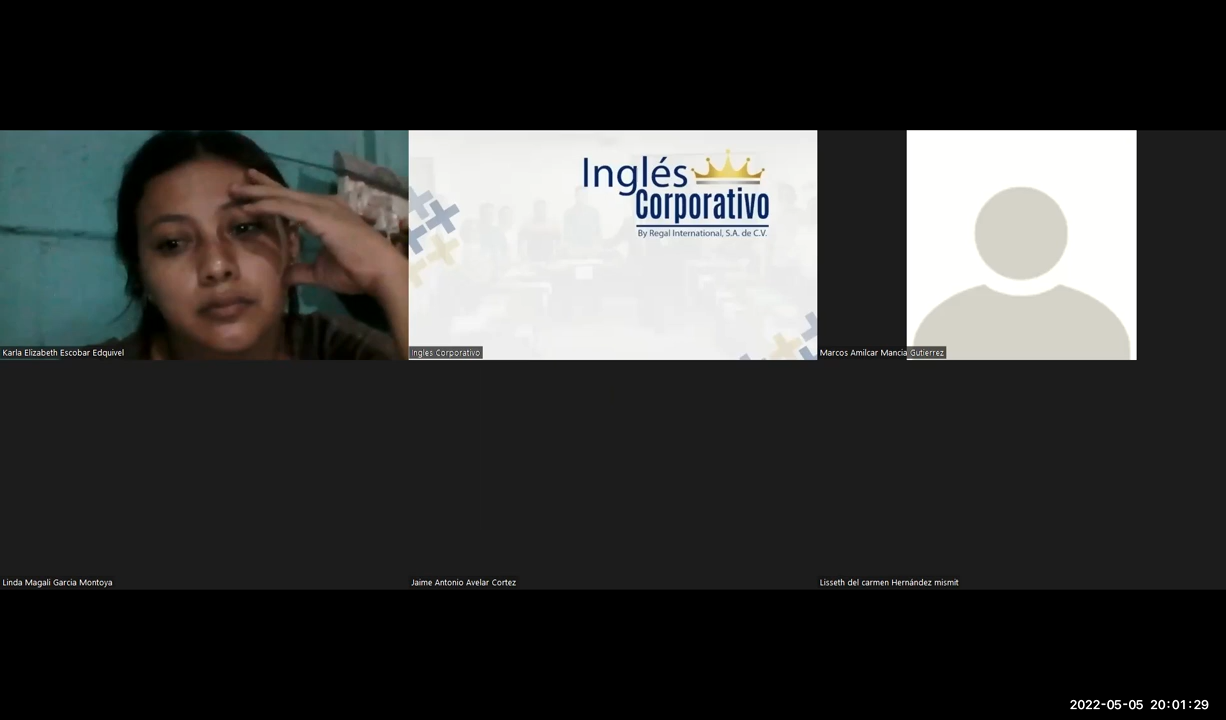 Inglés
Corporativo
By Regal International, S.A. de C.V.
Karla Elizabeth Escobar Edquivel
Ingles Corporativo
Marcos Amilcar Mancia Gutierrez
Linda Magali Garcia Montoya
Jaime Antonio Avelar Cortez
Lisseth del carmen Hernández mismit
2022-05-05 20:01:29